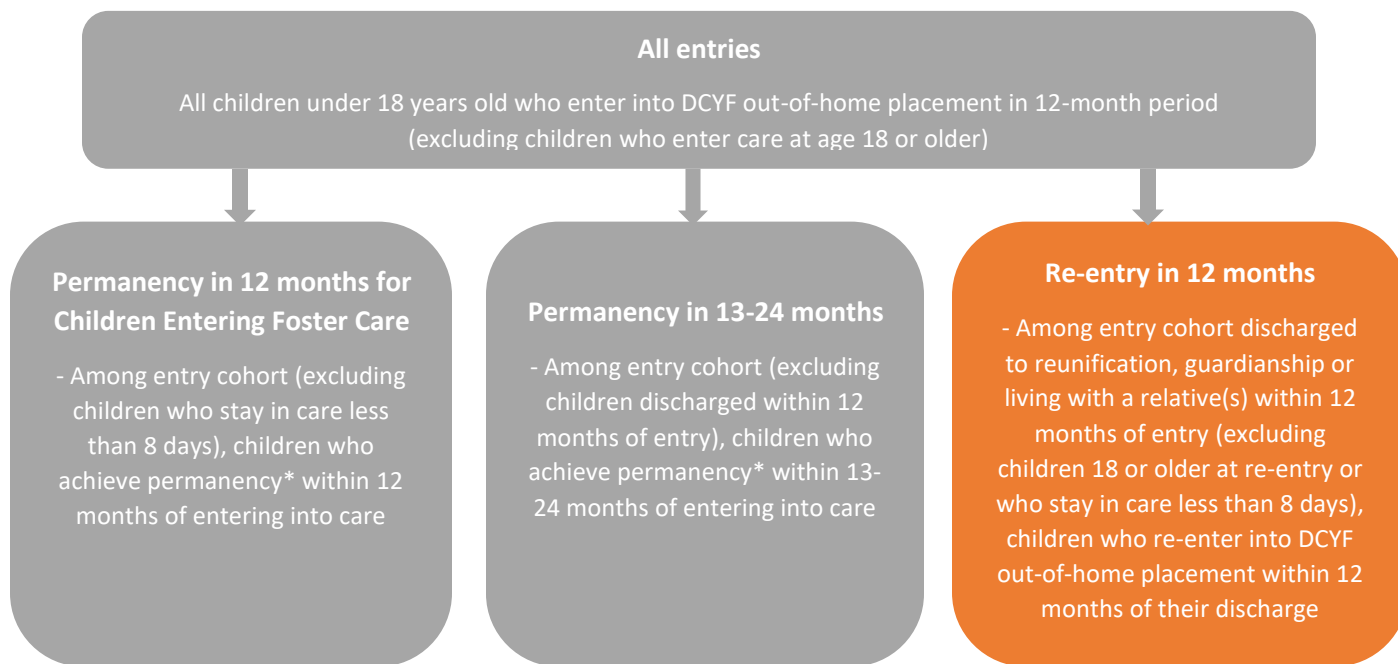 All entries
All children under 18 years old who enter into DCYF out-of-home placement in 12-month period
(excluding children who enter care at age 18 or older)
Permanency in 12 months for
Children Entering Foster Care
- Among entry cohort (excluding
children who stay in care less
than 8 days), children who
achieve permanency* within 12
months of entering into care
Permanency in 13-24 months
- Among entry cohort (excluding
children discharged within 12
months of entry), children who
achieve permanency* within 13-
24 months of entering into care
Re-entry in 12 months
- Among entry cohort discharged
to reunification, guardianship or
living with a relative(s) within 12
months of entry (excluding
children 18 or older at re-entry or
who stay in care less than 8 days),
children who re-enter into DCYF
out-of-home placement within 12
months of their discharge